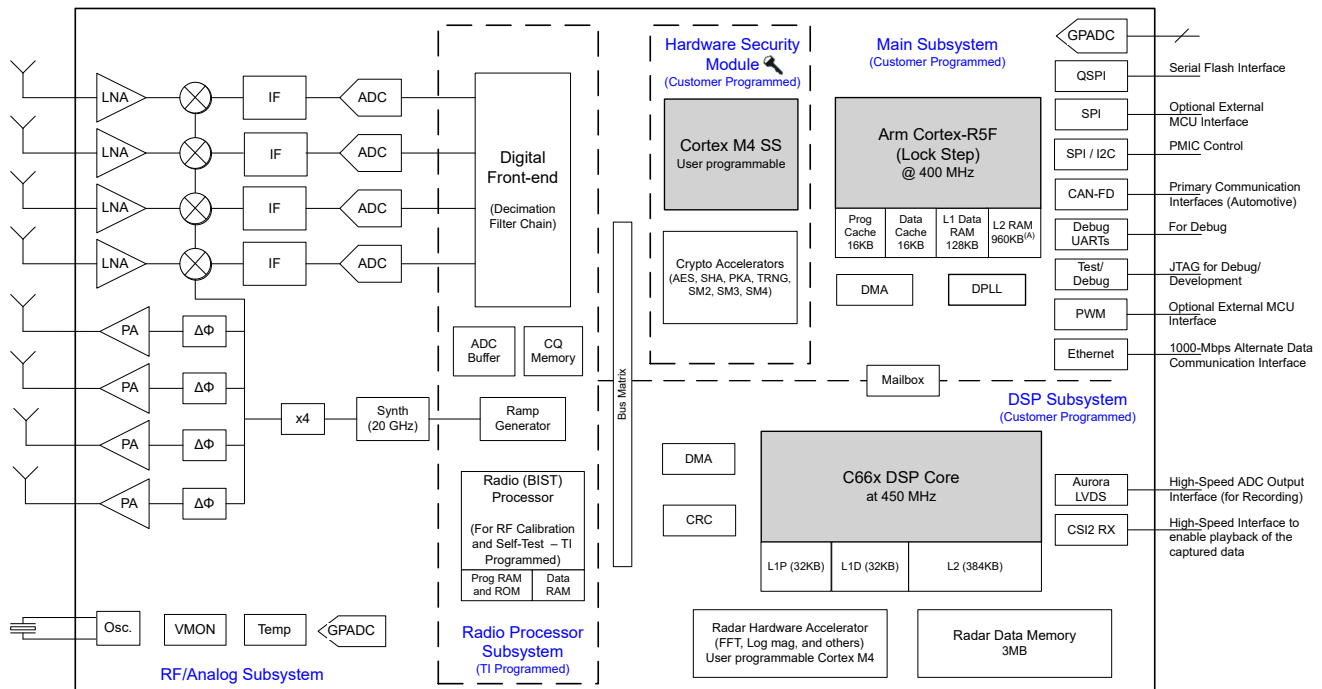 LNA
IF
ADC
LNA
IF
ADC
LNA
IF
ADC
LNA
IF
ADC
PA
ΔΦ
PA
ΔΦ
PA
ΔΦ
PA
ΔΦ
x4
Synth
(20 GHz)
Osc.
VMON
Temp
GPADC
RF/Analog Subsystem
Digital
Front-end
(Decimation
Filter Chain)
ADC
Buffer
CQ
Memory
Ramp
Generator
Radio (BIST)
Processor
(For RF Calibration
and Self-Test – TI
Programmed)
Prog RAM
and ROM
Data
RAM
Radio Processor
Subsystem
(TI Programmed)
Bus Matrix
Hardware Security
Module
(Customer Programmed)
Cortex M4 SS
User programmable
Crypto Accelerators
(AES, SHA, PKA, TRNG,
SM2, SM3, SM4)
Main Subsystem
(Customer Programmed)
Arm Cortex-R5F
(Lock Step)
@ 400 MHz
Prog
Cache
16KB
Data
Cache
16KB
L1 Data
RAM
128KB
L2 RAM
960KB(A)
DMA
DPLL
Mailbox
GPADC
QSPI
Serial Flash Interface
SPI
Optional External
MCU Interface
SPI / I2C
PMIC Control
CAN-FD
Primary Communication
Interfaces (Automotive)
Debug
UARTs
For Debug
Test/
Debug
JTAG for Debug/
Development
PWM
Optional External MCU
Interface
Ethernet
1000-Mbps Alternate Data
Communication Interface
DSP Subsystem
(Customer Programmed)
DMA
CRC
C66x DSP Core
at 450 MHz
L1P (32KB)
L1D (32KB)
L2 (384KB)
Aurora
LVDS
High-Speed ADC Output
Interface (for Recording)
CSI2 RX
High-Speed Interface to
enable playback of the
captured data
Radar Hardware Accelerator
(FFT, Log mag, and others)
User programmable Cortex M4
Radar Data Memory
3MB